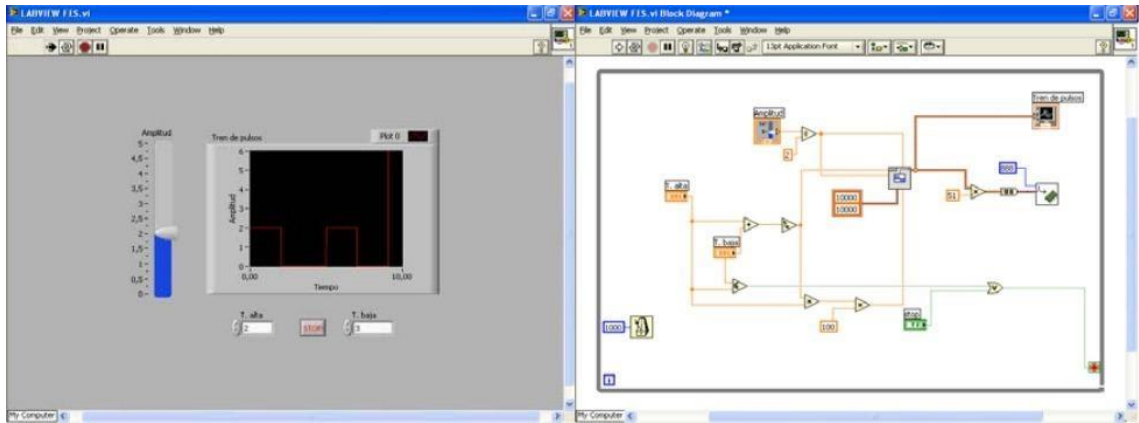 LABVIEW FIS.vi
File Edit View Project Operate Tools Window Help
Amplitud
5-
4,5-
4-
3,5-
3-
2,5-
2-
1,5-
1-
0,5-
0-
Tren de pulsos
Plot 0
Amplitud
6-
5-
4-
3-
2-
1-
0-
0,00
10,00
Tiempo
T. alta
2
stop
T. baja
3
My Computer
LABVIEW FIS.vi Block Diagram *
File Edit View Project Operate Tools Window Help
13pt Application Font
Tren de pulsos
Amplitud
2
T. alta
10000
10000
888
51
T. baja
100
stop
TF
1000
i
My Computer